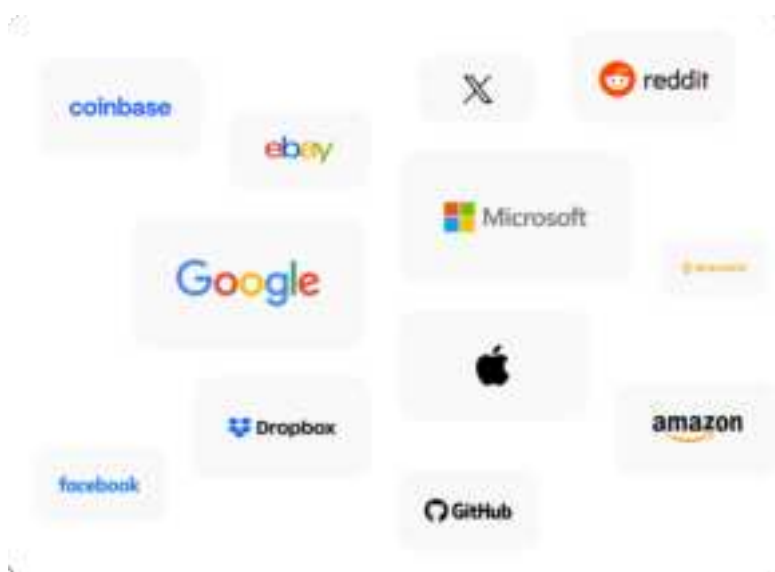 coinbase
ebay
Google
Dropbox
facebook
X
reddit
Microsoft
amazon
GitHub